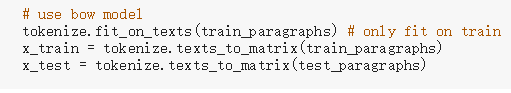 # use bow model
tokenize.fit_on_texts(train_paragraphs) # only fit on train
x_train = tokenize.texts_to_matrix(train_paragraphs)
x_test = tokenize.texts_to_matrix(test_paragraphs)